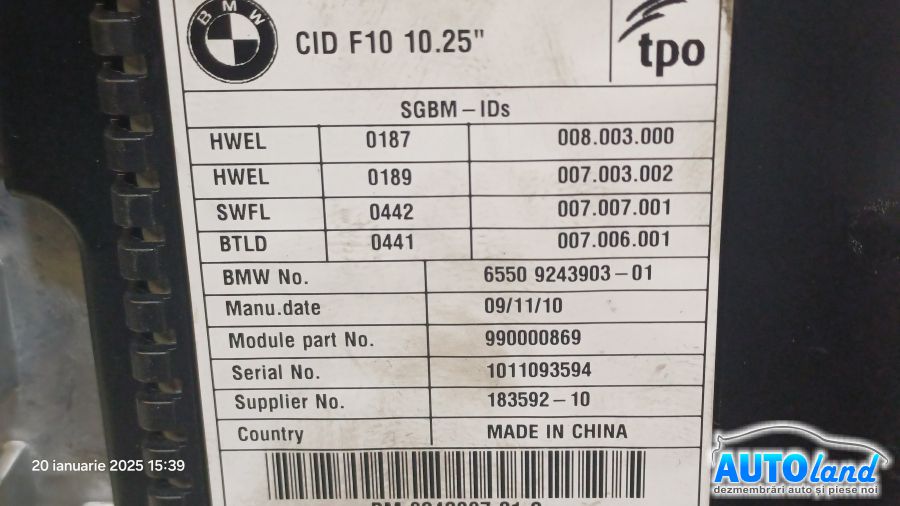 BMW
CID F10 10.25"
tpo
SGBM – IDs
HWEL 0187 008.003.000
HWEL 0189 007.003.002
SWFL 0442 007.007.001
BTLD 0441 007.006.001
BMW No. 6550 9243903–01
Manu.date 09/11/10
Module part No. 990000869
Serial No. 1011093594
Supplier No. 183592–10
Country MADE IN CHINA
20 ianuarie 2025 15:39
AUTOland
dezmembrări auto și piese noi